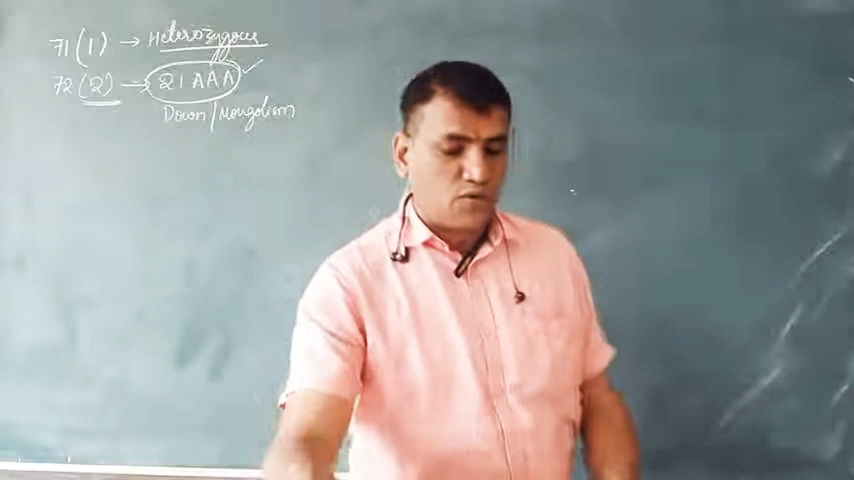 71 (1) → Heterozygous
72 (2) → 21 AAA ✓
Down/Mongolism